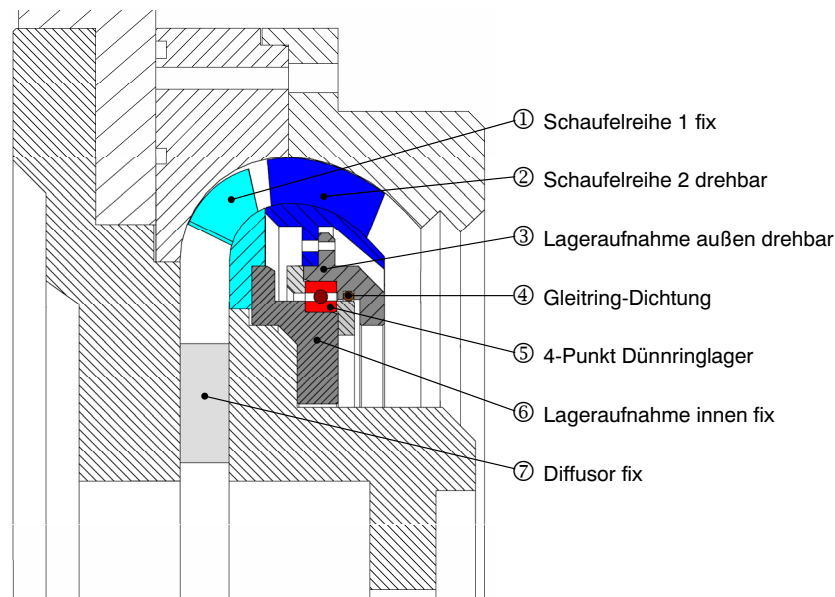 ① Schaufelreihe 1 fix
② Schaufelreihe 2 drehbar
③ Lageraufnahme außen drehbar
④ Gleitring-Dichtung
⑤ 4-Punkt Dünnringlager
⑥ Lageraufnahme innen fix
⑦ Diffusor fix